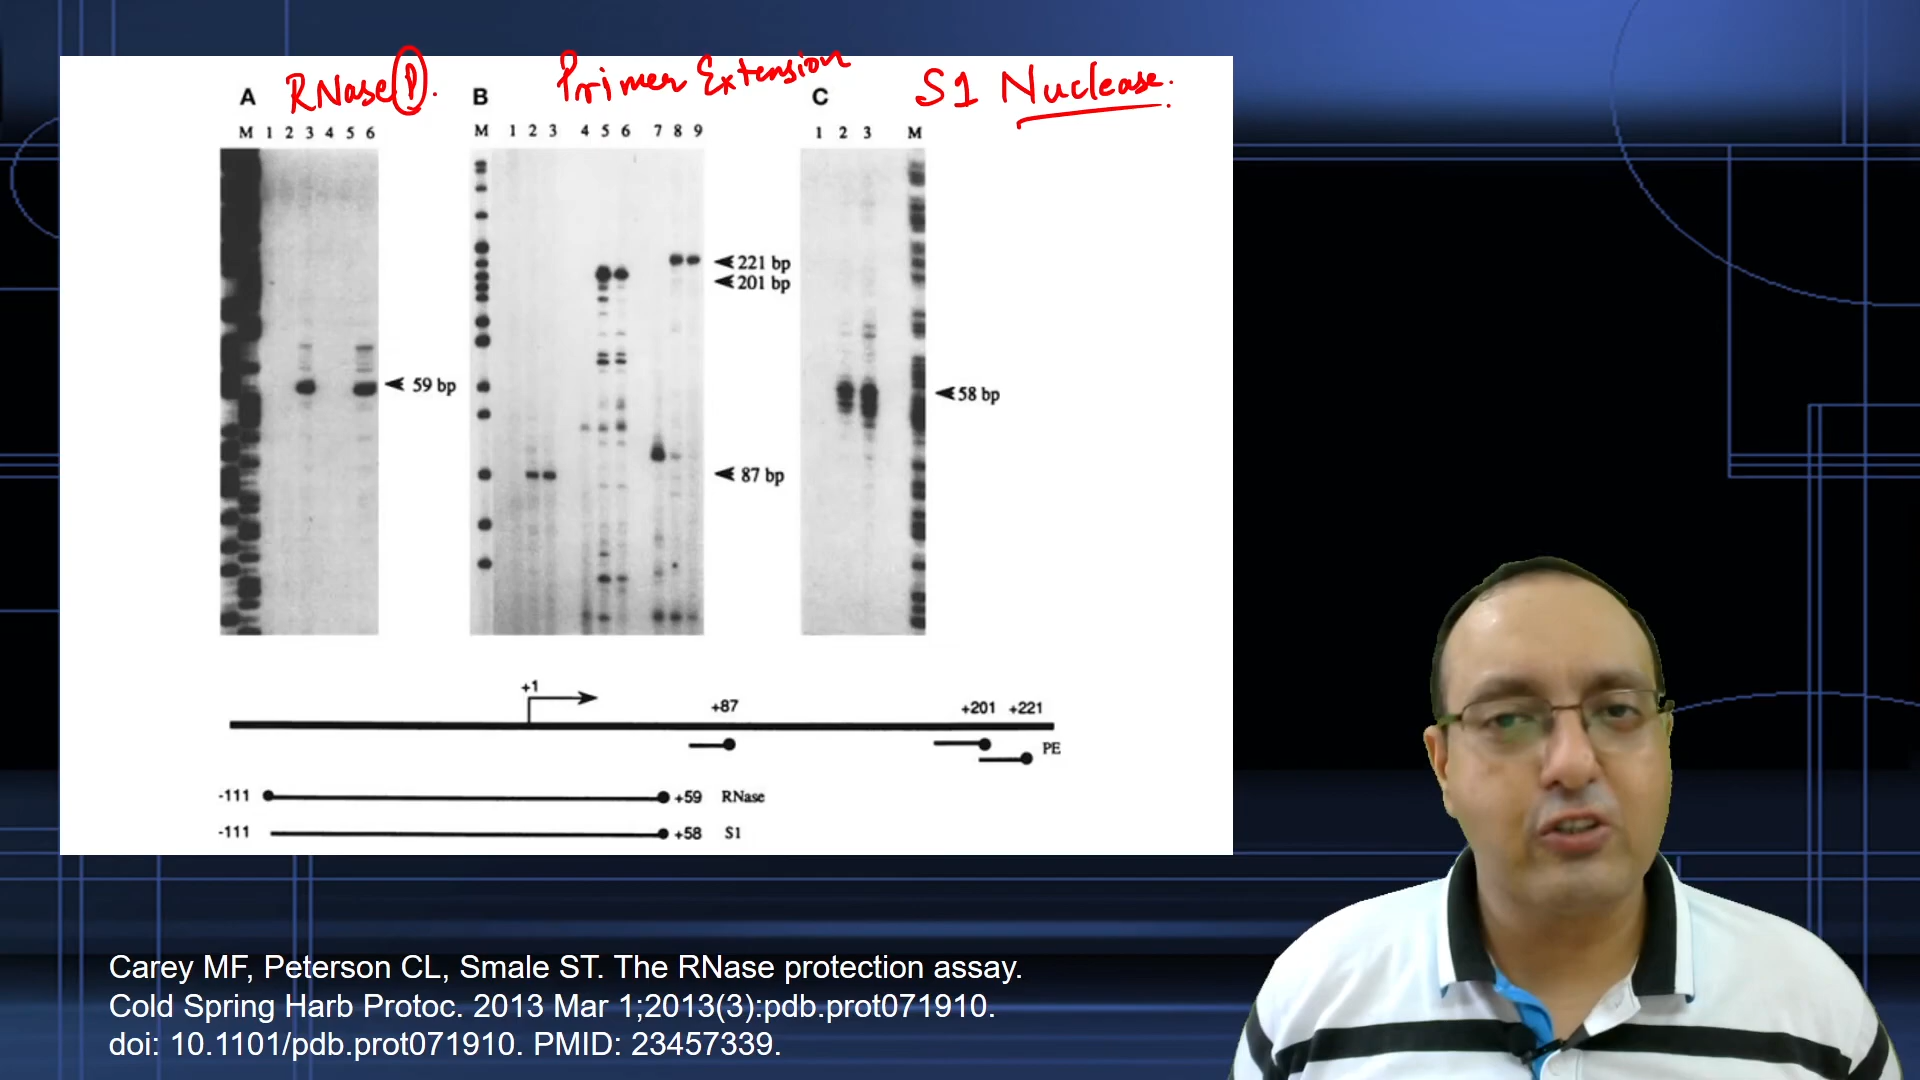 A RNase P. B Primer Extension C S1 Nuclease.
M 1 2 3 4 5 6 M 1 2 3 4 5 6 7 8 9 1 2 3 M
221 bp
201 bp
59 bp 58 bp
87 bp
+1
+87 +201 +221
PE
-111 +59 RNase
-111 +58 S1
Carey MF, Peterson CL, Smale ST. The RNase protection assay.
Cold Spring Harb Protoc. 2013 Mar 1;2013(3):pdb.prot071910.
doi: 10.1101/pdb.prot071910. PMID: 23457339.